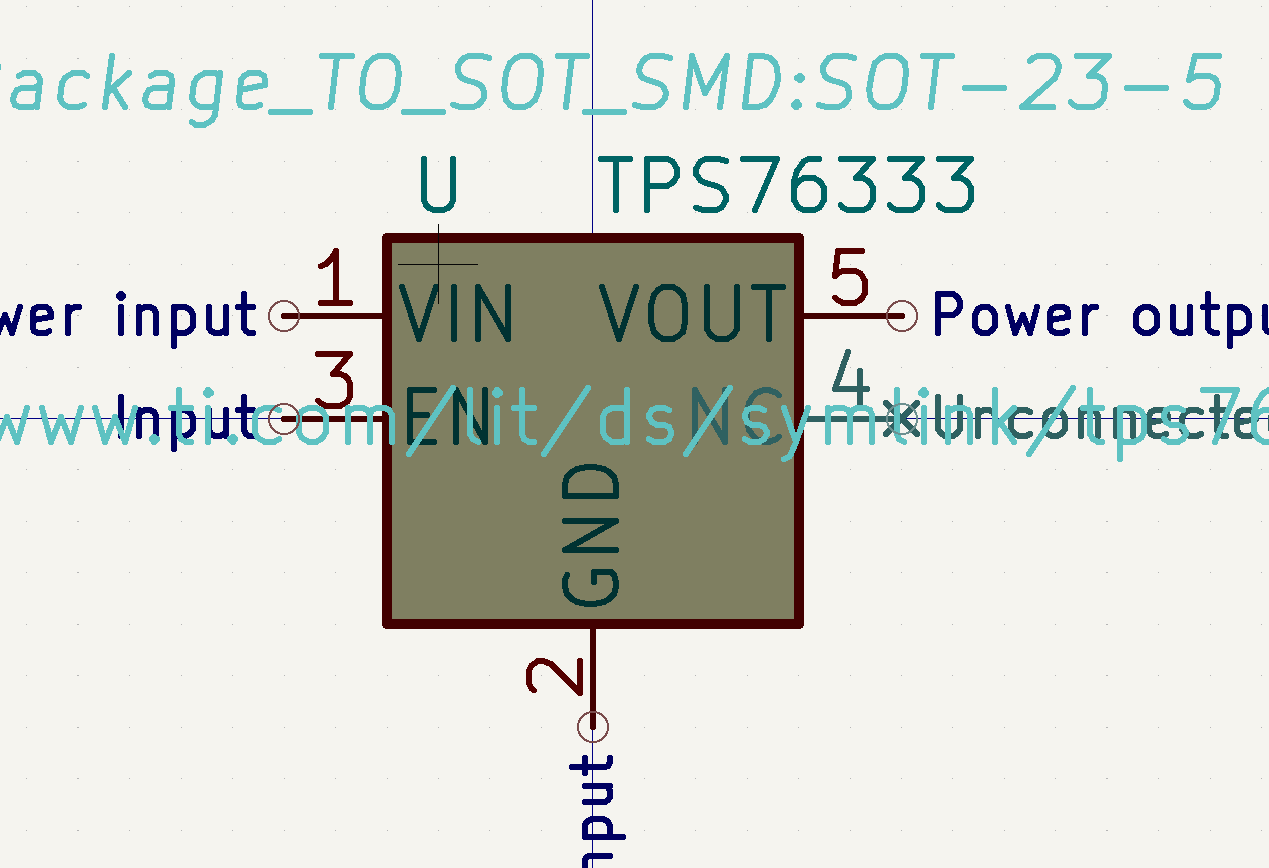 Package_TO_SOT_SMD:SOT-23-5
U TPS76333
1 5
wer input VIN VOUT Power outpu
3 4
Input EN NC Unconnecte
www.ti.com/lit/ds/symlink/tps76
GND
2
nput